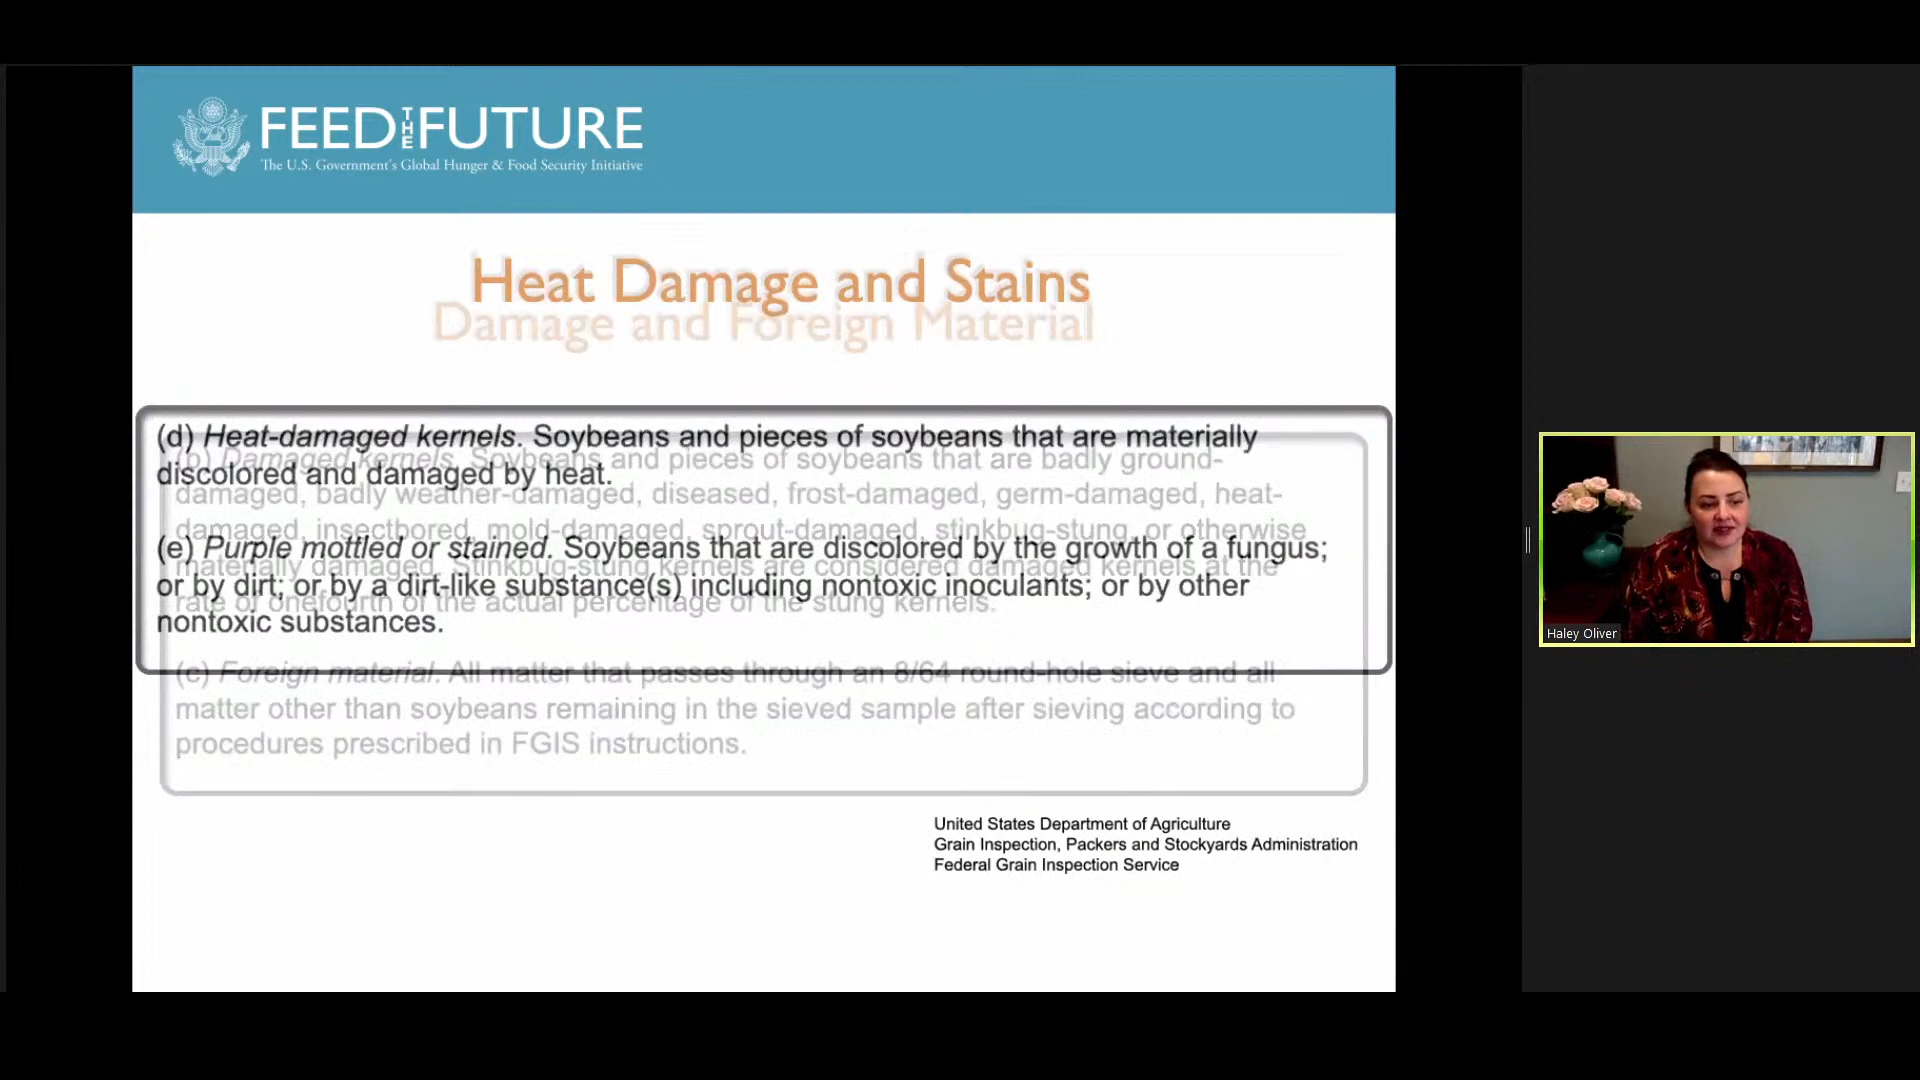 FEED THE FUTURE
The U.S. Government's Global Hunger & Food Security Initiative
Heat Damage and Stains
Damage and Foreign Material
(d) Heat-damaged kernels. Soybeans and pieces of soybeans that are materially
discolored and damaged by heat.
(e) Purple mottled or stained. Soybeans that are discolored by the growth of a fungus;
or by dirt; or by a dirt-like substance(s) including nontoxic inoculants; or by other
nontoxic substances.
(b) Damaged kernels. Soybeans and pieces of soybeans that are badly ground-
damaged, badly weather-damaged, diseased, frost-damaged, germ-damaged, heat-
damaged, insectbored, mold-damaged, sprout-damaged, stinkbug-stung, or otherwise
materially damaged. Stinkbug-stung kernels are considered damaged kernels at the
rate of onefourth of the actual percentage of the stung kernels.
(c) Foreign material. All matter that passes through an 8/64 round-hole sieve and all
matter other than soybeans remaining in the sieved sample after sieving according to
procedures prescribed in FGIS instructions.
United States Department of Agriculture
Grain Inspection, Packers and Stockyards Administration
Federal Grain Inspection Service
Haley Oliver